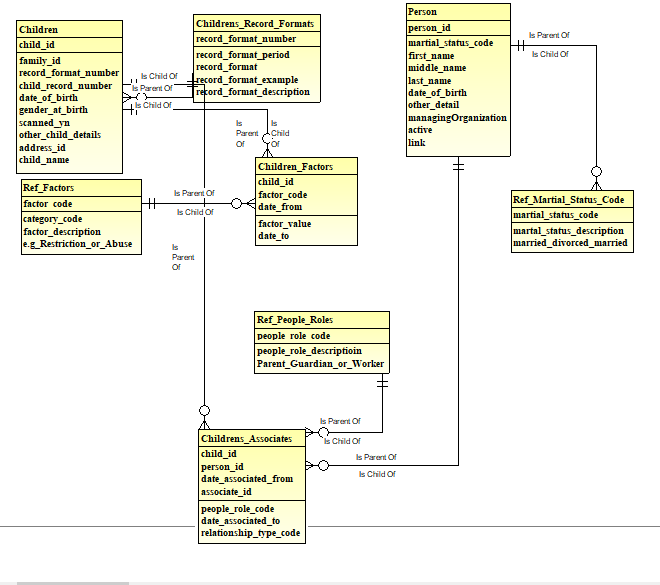 Children
child_id
family_id
record_format_number
child_record_number
date_of_birth
gender_at_birth
scanned_yn
other_child_details
address_id
child_name
Childrens_Record_Formats
record_format_number
record_format_period
record_format
record_format_example
record_format_description
Is Child Of
Is Parent Of
Is Child Of
Person
person_id
martial_status_code
first_name
middle_name
last_name
date_of_birth
other_detail
managingOrganization
active
link
Is Parent Of
Is Child Of
Is
Parent
Of
Is
Child
Of
Children_Factors
child_id
factor_code
date_from
factor_value
date_to
Ref_Factors
factor_code
category_code
factor_description
e.g_Restriction_or_Abuse
Is Parent Of
Is Child Of
Ref_Martial_Status_Code
martial_status_code
martal_status_description
married_divorced_married
Is
Parent
Of
Ref_People_Roles
people_role_code
people_role_descriptioin
Parent_Guardian_or_Worker
Is Parent Of
Is Child Of
Is Parent Of
Is Child Of
Childrens_Associates
child_id
person_id
date_associated_from
associate_id
people_role_code
date_associated_to
relationship_type_code